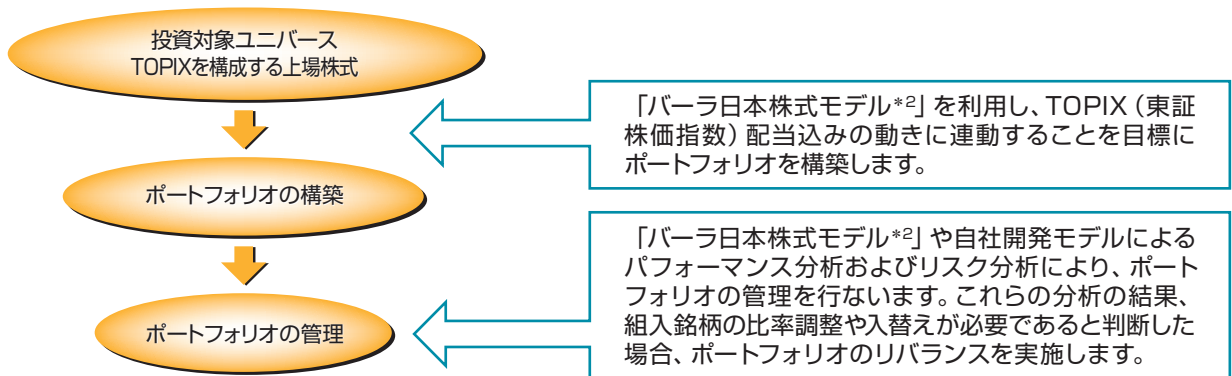 投資対象ユニバース
TOPIXを構成する上場株式
「バーラ日本株式モデル*2」を利用し、TOPIX(東証
株価指数)配当込みの動きに連動することを目標に
ポートフォリオを構築します。
ポートフォリオの構築
「バーラ日本株式モデル*2」や自社開発モデルによる
パフォーマンス分析およびリスク分析により、ポート
フォリオの管理を行ないます。これらの分析の結果、
組入銘柄の比率調整や入替えが必要であると判断した
場合、ポートフォリオのリバランスを実施します。
ポートフォリオの管理